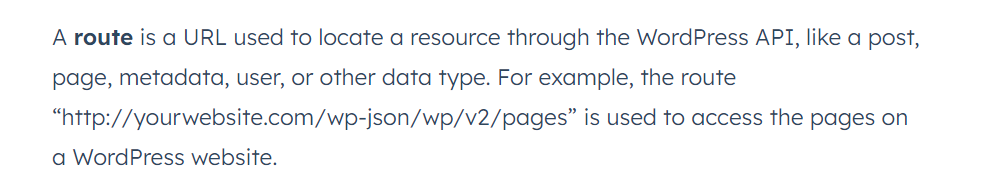 A route is a URL used to locate a resource through the WordPress API, like a post,
page, metadata, user, or other data type. For example, the route
“http://yourwebsite.com/wp-json/wp/v2/pages” is used to access the pages on
a WordPress website.